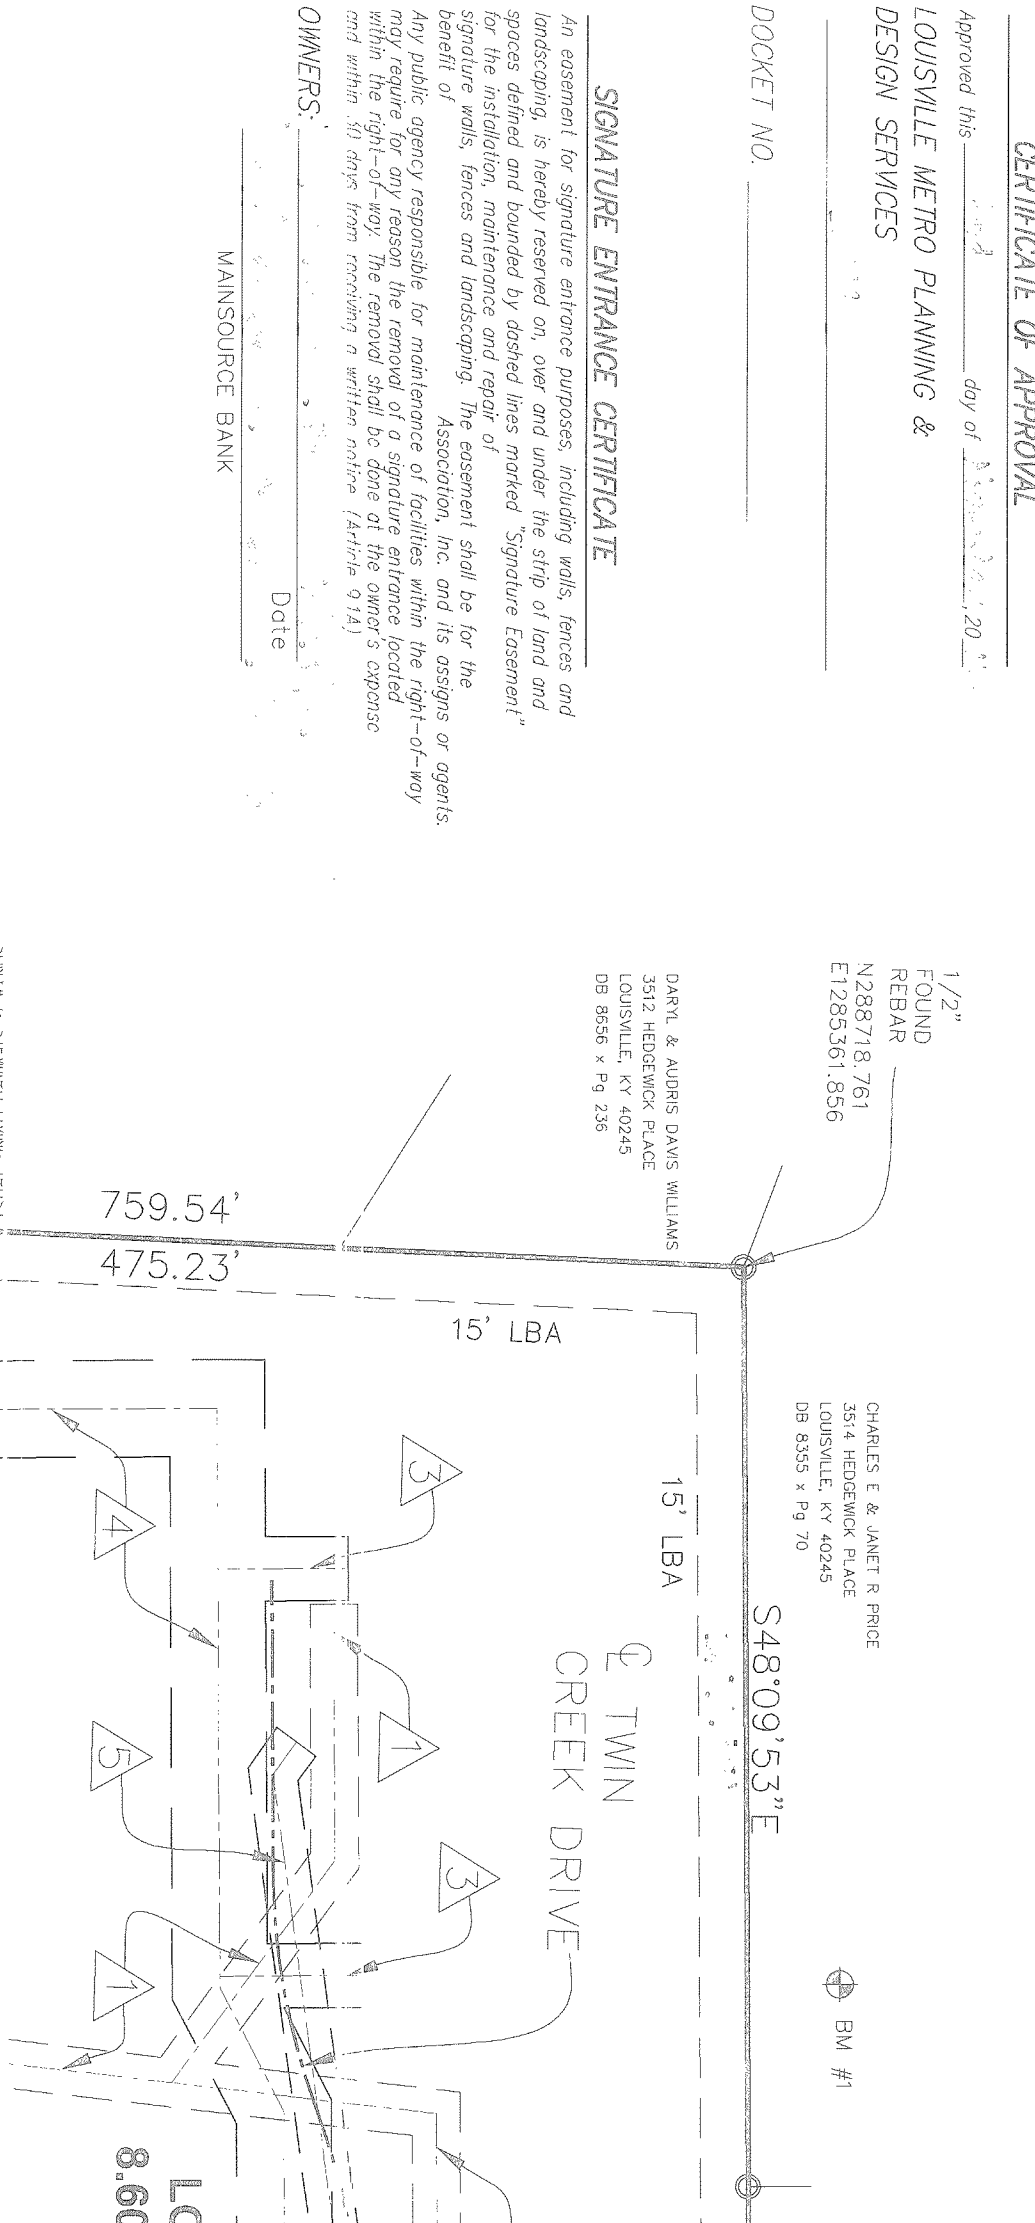 CERTIFICATE OF APPROVAL
Approved this day of , 20
LOUISVILLE METRO PLANNING &
DESIGN SERVICES
DOCKET NO.
SIGNATURE ENTRANCE CERTIFICATE
An easement for signature entrance purposes, including walls, fences and
landscaping, is hereby reserved on, over and under the strip of land and
spaces defined and bounded by dashed lines marked "Signature Easement"
for the installation, maintenance and repair of
signature walls, fences and landscaping. The easement shall be for the
benefit of Association, Inc. and its assigns or agents.
Any public agency responsible for maintenance of facilities within the right-of-way
may require for any reason the removal of a signature entrance located
within the right-of-way. The removal shall be done at the owner's expense
and within 30 days from receiving a written notice (Article 9.1A)
OWNERS:
Date
MAINSOURCE BANK
1/2"
FOUND
REBAR
N288718.761
E1285361.856
DARYL & AUDRIS DAVIS WILLIAMS
3512 HEDGEWICK PLACE
LOUISVILLE, KY 40245
DB 8656 x Pg 236
759.54'
475.23'
15' LBA
CHARLES E & JANET R PRICE
3514 HEDGEWICK PLACE
LOUISVILLE, KY 40245
DB 8355 x Pg 70
S48°09'53"E
15' LBA
℄ TWIN
CREEK DRIVE
3
4
1
5
3
1
BM #1
LO
8.60